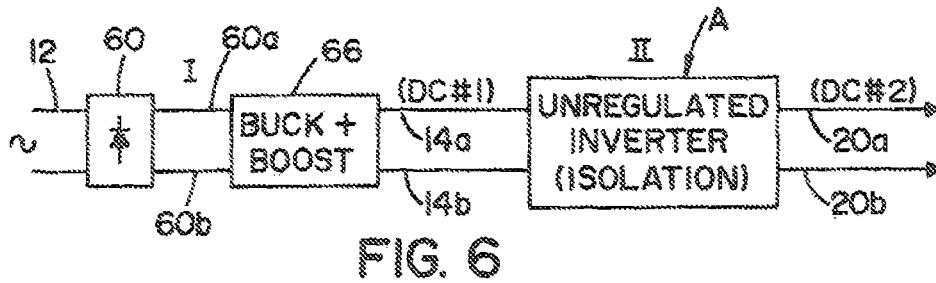 12
60
I
60a
66
II
A
~
BUCK +
BOOST
(DC#1)
14a
UNREGULATED
INVERTER
(ISOLATION)
(DC#2)
20a
60b
14b
20b
FIG. 6